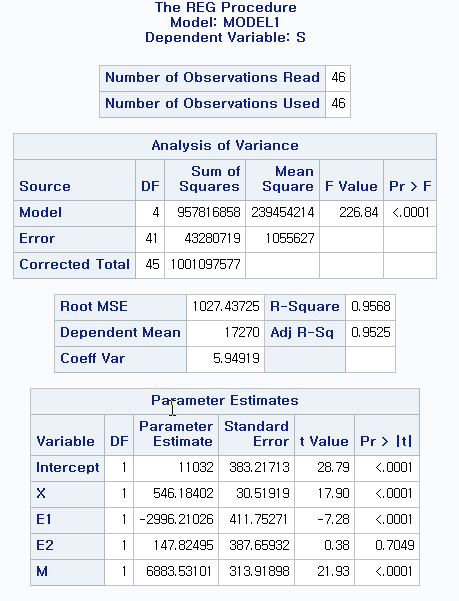 The REG Procedure
Model: MODEL1
Dependent Variable: S
Number of Observations Read 46
Number of Observations Used 46
Analysis of Variance
Source DF Sum of Squares Mean Square F Value Pr > F
Model 4 957816858 239454214 226.84 <.0001
Error 41 43280719 1055627
Corrected Total 45 1001097577
Root MSE 1027.43725 R-Square 0.9568
Dependent Mean 17270 Adj R-Sq 0.9525
Coeff Var 5.94919
Parameter Estimates
Variable DF Parameter Estimate Standard Error t Value Pr > |t|
Intercept 1 11032 383.21713 28.79 <.0001
X 1 546.18402 30.51919 17.90 <.0001
E1 1 -2996.21026 411.75271 -7.28 <.0001
E2 1 147.82495 387.65932 0.38 0.7049
M 1 6883.53101 313.91898 21.93 <.0001